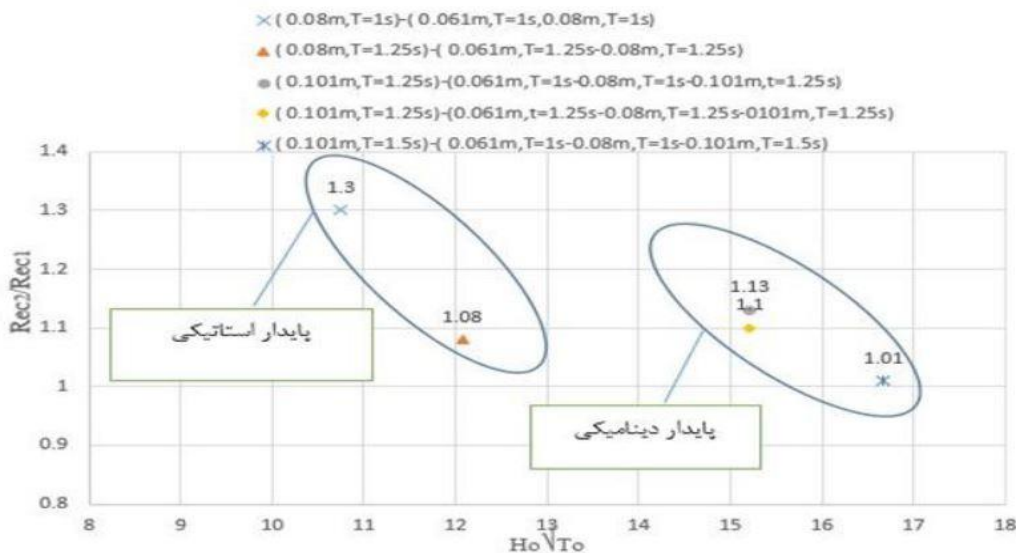 ( 0.08m,T=1s)-( 0.061m,T=1s,0.08m,T=1s)
( 0.08m,T=1.25s)-( 0.061m,T=1.25s-0.08m,T=1.25s)
( 0.101m,T=1.25s)-(0.061m,T=1s-0.08m,T=1s-0.101m,t=1.25s)
( 0.101m,T=1.25s)-(0.061m,t=1.25s-0.08m,T=1.25s-0101m,T=1.25s)
( 0.101m,T=1.5s)-( 0.061m,T=1s-0.08m,T=1s-0.101m,T=1.5s)
1.4
1.3
1.2
1.1
1
0.9
0.8
Rec2/Rec1
1.3
1.08
1.13
1.1
1.01
پایدار استاتیکی
پایدار دینامیکی
8 9 10 11 12 13 14 15 16 17 18
Ho√To